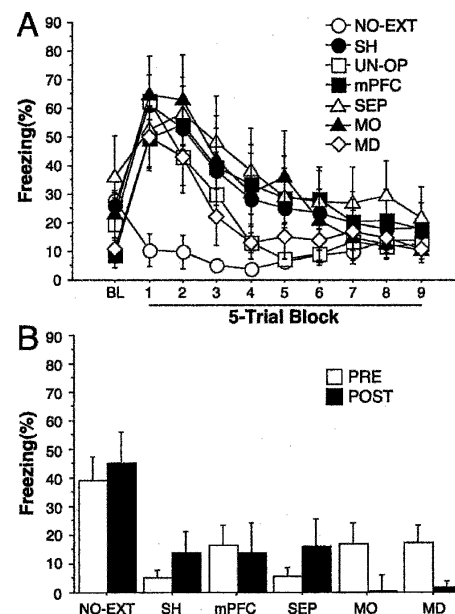 A
NO-EXT
SH
UN-OP
mPFC
SEP
MO
MD
Freezing(%)
90
80
70
60
50
40
30
20
10
0
BL 1 2 3 4 5 6 7 8 9
5-Trial Block
B
PRE
POST
Freezing(%)
90
80
70
60
50
40
30
20
10
0
NO-EXT SH mPFC SEP MO MD